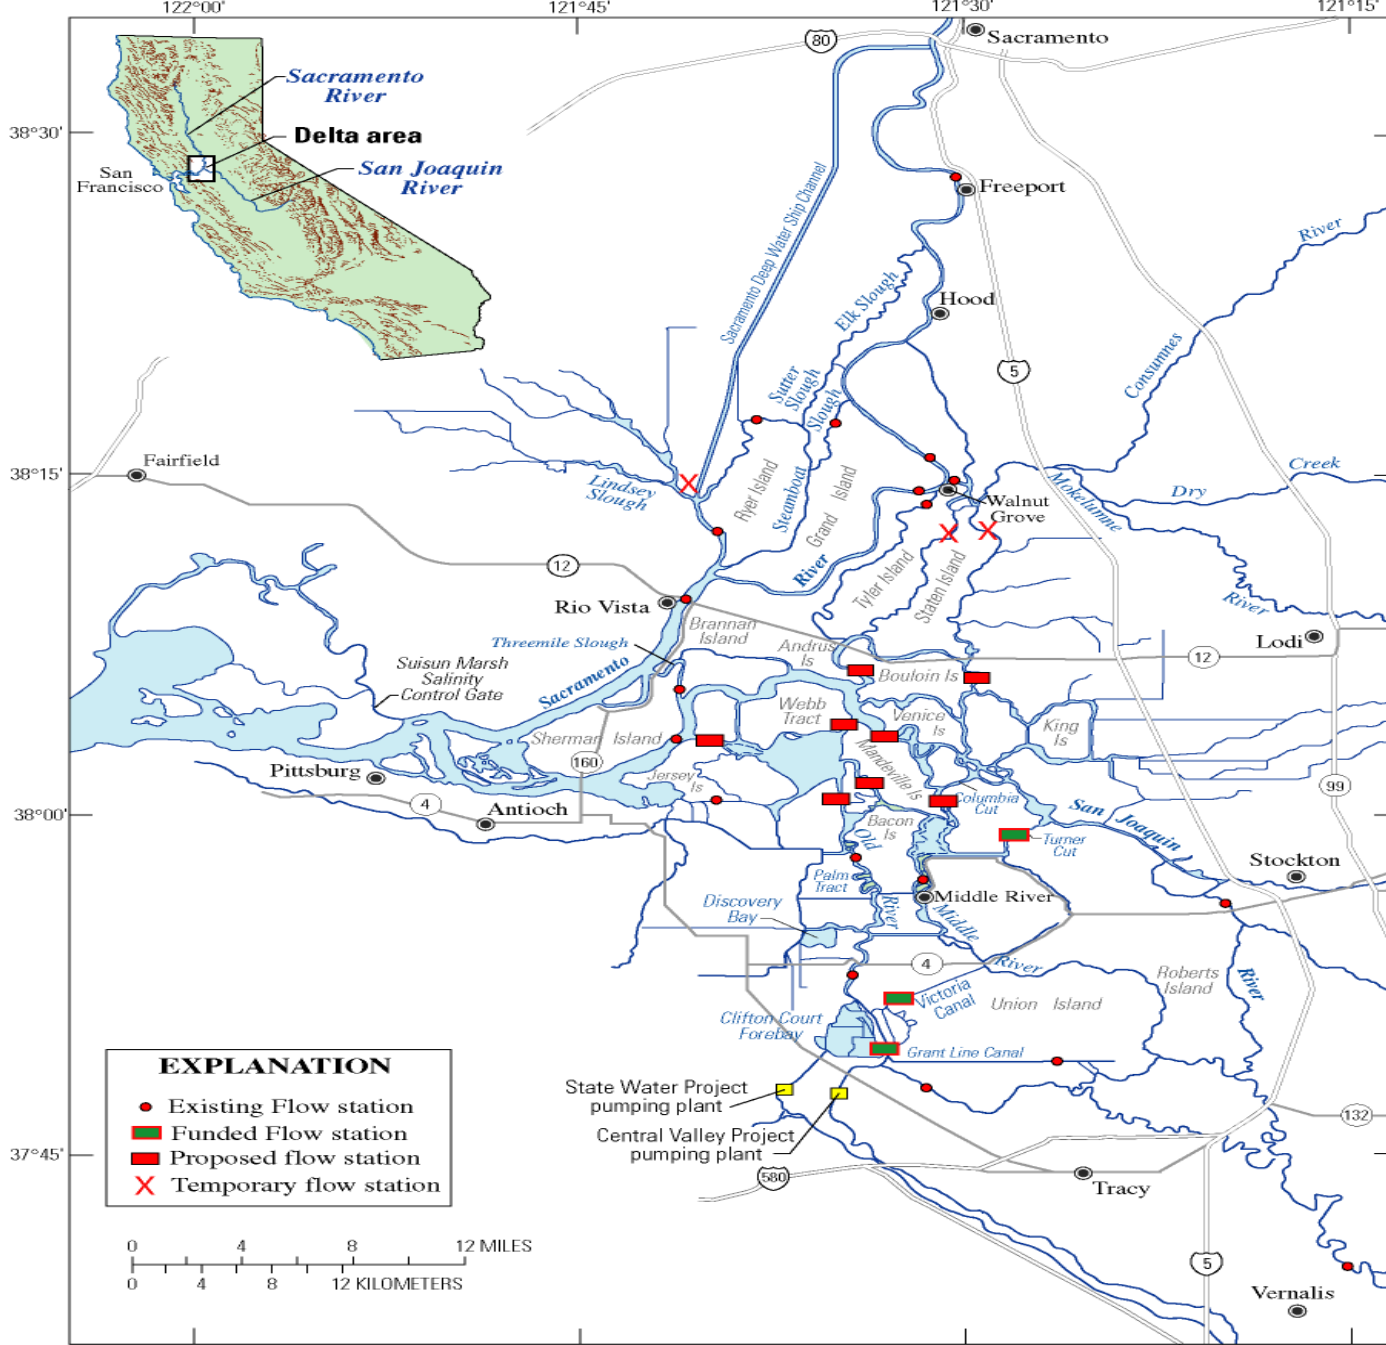 122°00'
121°45'
121°30'
121°15'
80
Sacramento
Sacramento
River
38°30'
Delta area
San
Francisco
San Joaquin
River
Freeport
Sacramento Deep Water Ship Channel
River
Elk Slough
Hood
5
Consumnes
Sutter
Slough
Slough
Steamboat
Fairfield
38°15'
Lindsey
Slough
Ryer Island
Grand Island
Walnut
Grove
Mokelumne
Dry
Creek
River
12
River
Tyler Island
Staten Island
Rio Vista
Brannan
Island
Threemile Slough
Andrus
Is
Lodi
12
Suisun Marsh
Salinity
Control Gate
Sacramento
Bouloin Is
Webb
Tract
Venice
Is
King
Is
Sherman Island
160
Mandeville Is
Pittsburg
Jersey
Is
99
4
Antioch
38°00'
Columbia
Cut
San
Joaquin
Bacon
Is
Turner
Cut
Old
River
Stockton
Palm
Tract
Middle River
Discovery
Bay
Middle
River
4
Roberts
Island
River
Victoria
Canal
Union Island
Clifton Court
Forebay
Grant Line Canal
EXPLANATION
Existing Flow station
Funded Flow station
Proposed flow station
Temporary flow station
State Water Project
pumping plant
Central Valley Project
pumping plant
132
37°45'
580
Tracy
0 4 8 12 MILES
0 4 8 12 KILOMETERS
5
Vernalis